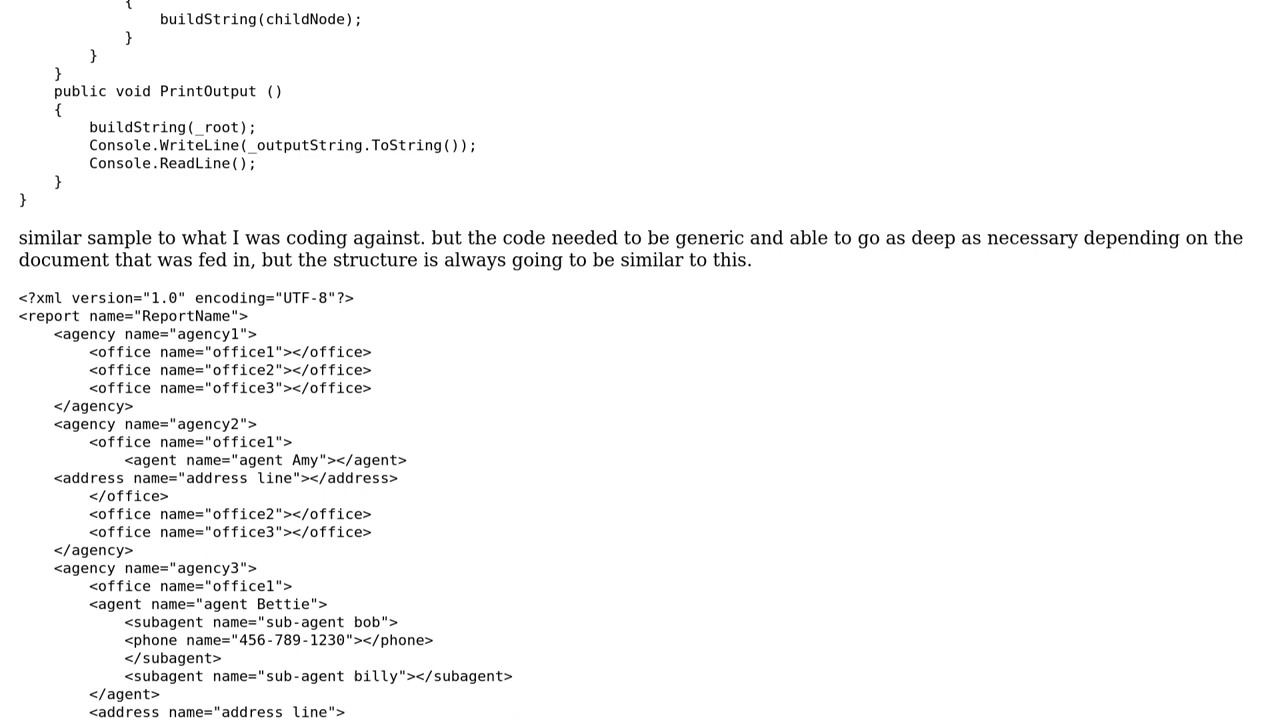 {
buildString(childNode);
}
}
}
public void PrintOutput ()
{
buildString(_root);
Console.WriteLine(_outputString.ToString());
Console.ReadLine();
}
}
similar sample to what I was coding against. but the code needed to be generic and able to go as deep as necessary depending on the
document that was fed in, but the structure is always going to be similar to this.
<?xml version="1.0" encoding="UTF-8"?>
<report name="ReportName">
<agency name="agency1">
<office name="office1"></office>
<office name="office2"></office>
<office name="office3"></office>
</agency>
<agency name="agency2">
<office name="office1">
<agent name="agent Amy"></agent>
<address name="address line"></address>
</office>
<office name="office2"></office>
<office name="office3"></office>
</agency>
<agency name="agency3">
<office name="office1">
<agent name="agent Bettie">
<subagent name="sub-agent bob">
<phone name="456-789-1230"></phone>
</subagent>
<subagent name="sub-agent billy"></subagent>
</agent>
<address name="address line">